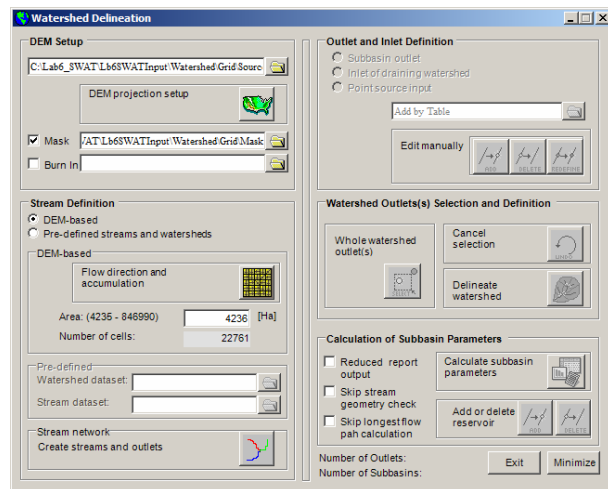 Watershed Delineation
DEM Setup
C:\Lab6_SWAT\Lb6SWATInput\Watershed\Grid\Sourc
DEM projection setup
Mask
/AT\Lb6SWATInput\Watershed\Grid\Mask
Burn In
Stream Definition
DEM-based
Pre-defined streams and watersheds
DEM-based
Flow direction and
accumulation
Area: (4235 - 846990) 4236 [Ha]
Number of cells: 22761
Pre-defined
Watershed dataset:
Stream dataset:
Stream network
Create streams and outlets
Outlet and Inlet Definition
Subbasin outlet
Inlet of draining watershed
Point source input
Add by Table
Edit manually
ADD DELETE REDEFINE
Watershed Outlets(s) Selection and Definition
Whole watershed
outlet(s)
Cancel
selection
UNDO
Delineate
watershed
Calculation of Subbasin Parameters
Reduced report
output
Skip stream
geometry check
Skip longest flow
pah calculation
Calculate subbasin
parameters
Add or delete
reservoir
ADD DELETE
Number of Outlets:
Number of Subbasins:
Exit Minimize